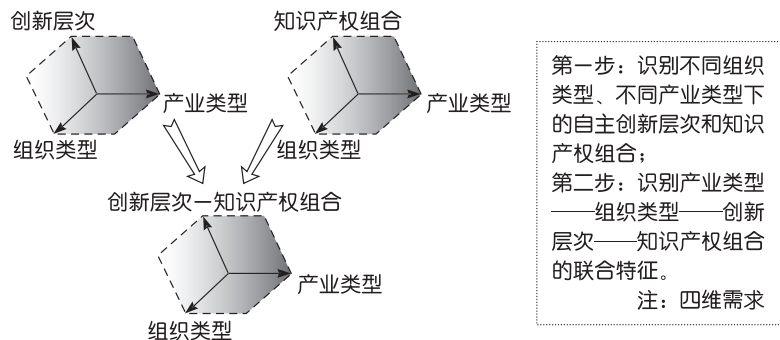 创新层次
产业类型
组织类型
知识产权组合
产业类型
组织类型
创新层次—知识产权组合
产业类型
组织类型
第一步：识别不同组织
类型、不同产业类型下
的自主创新层次和知识
产权组合；
第二步：识别产业类型
——组织类型——创新
层次——知识产权组合
的联合特征。
注：四维需求